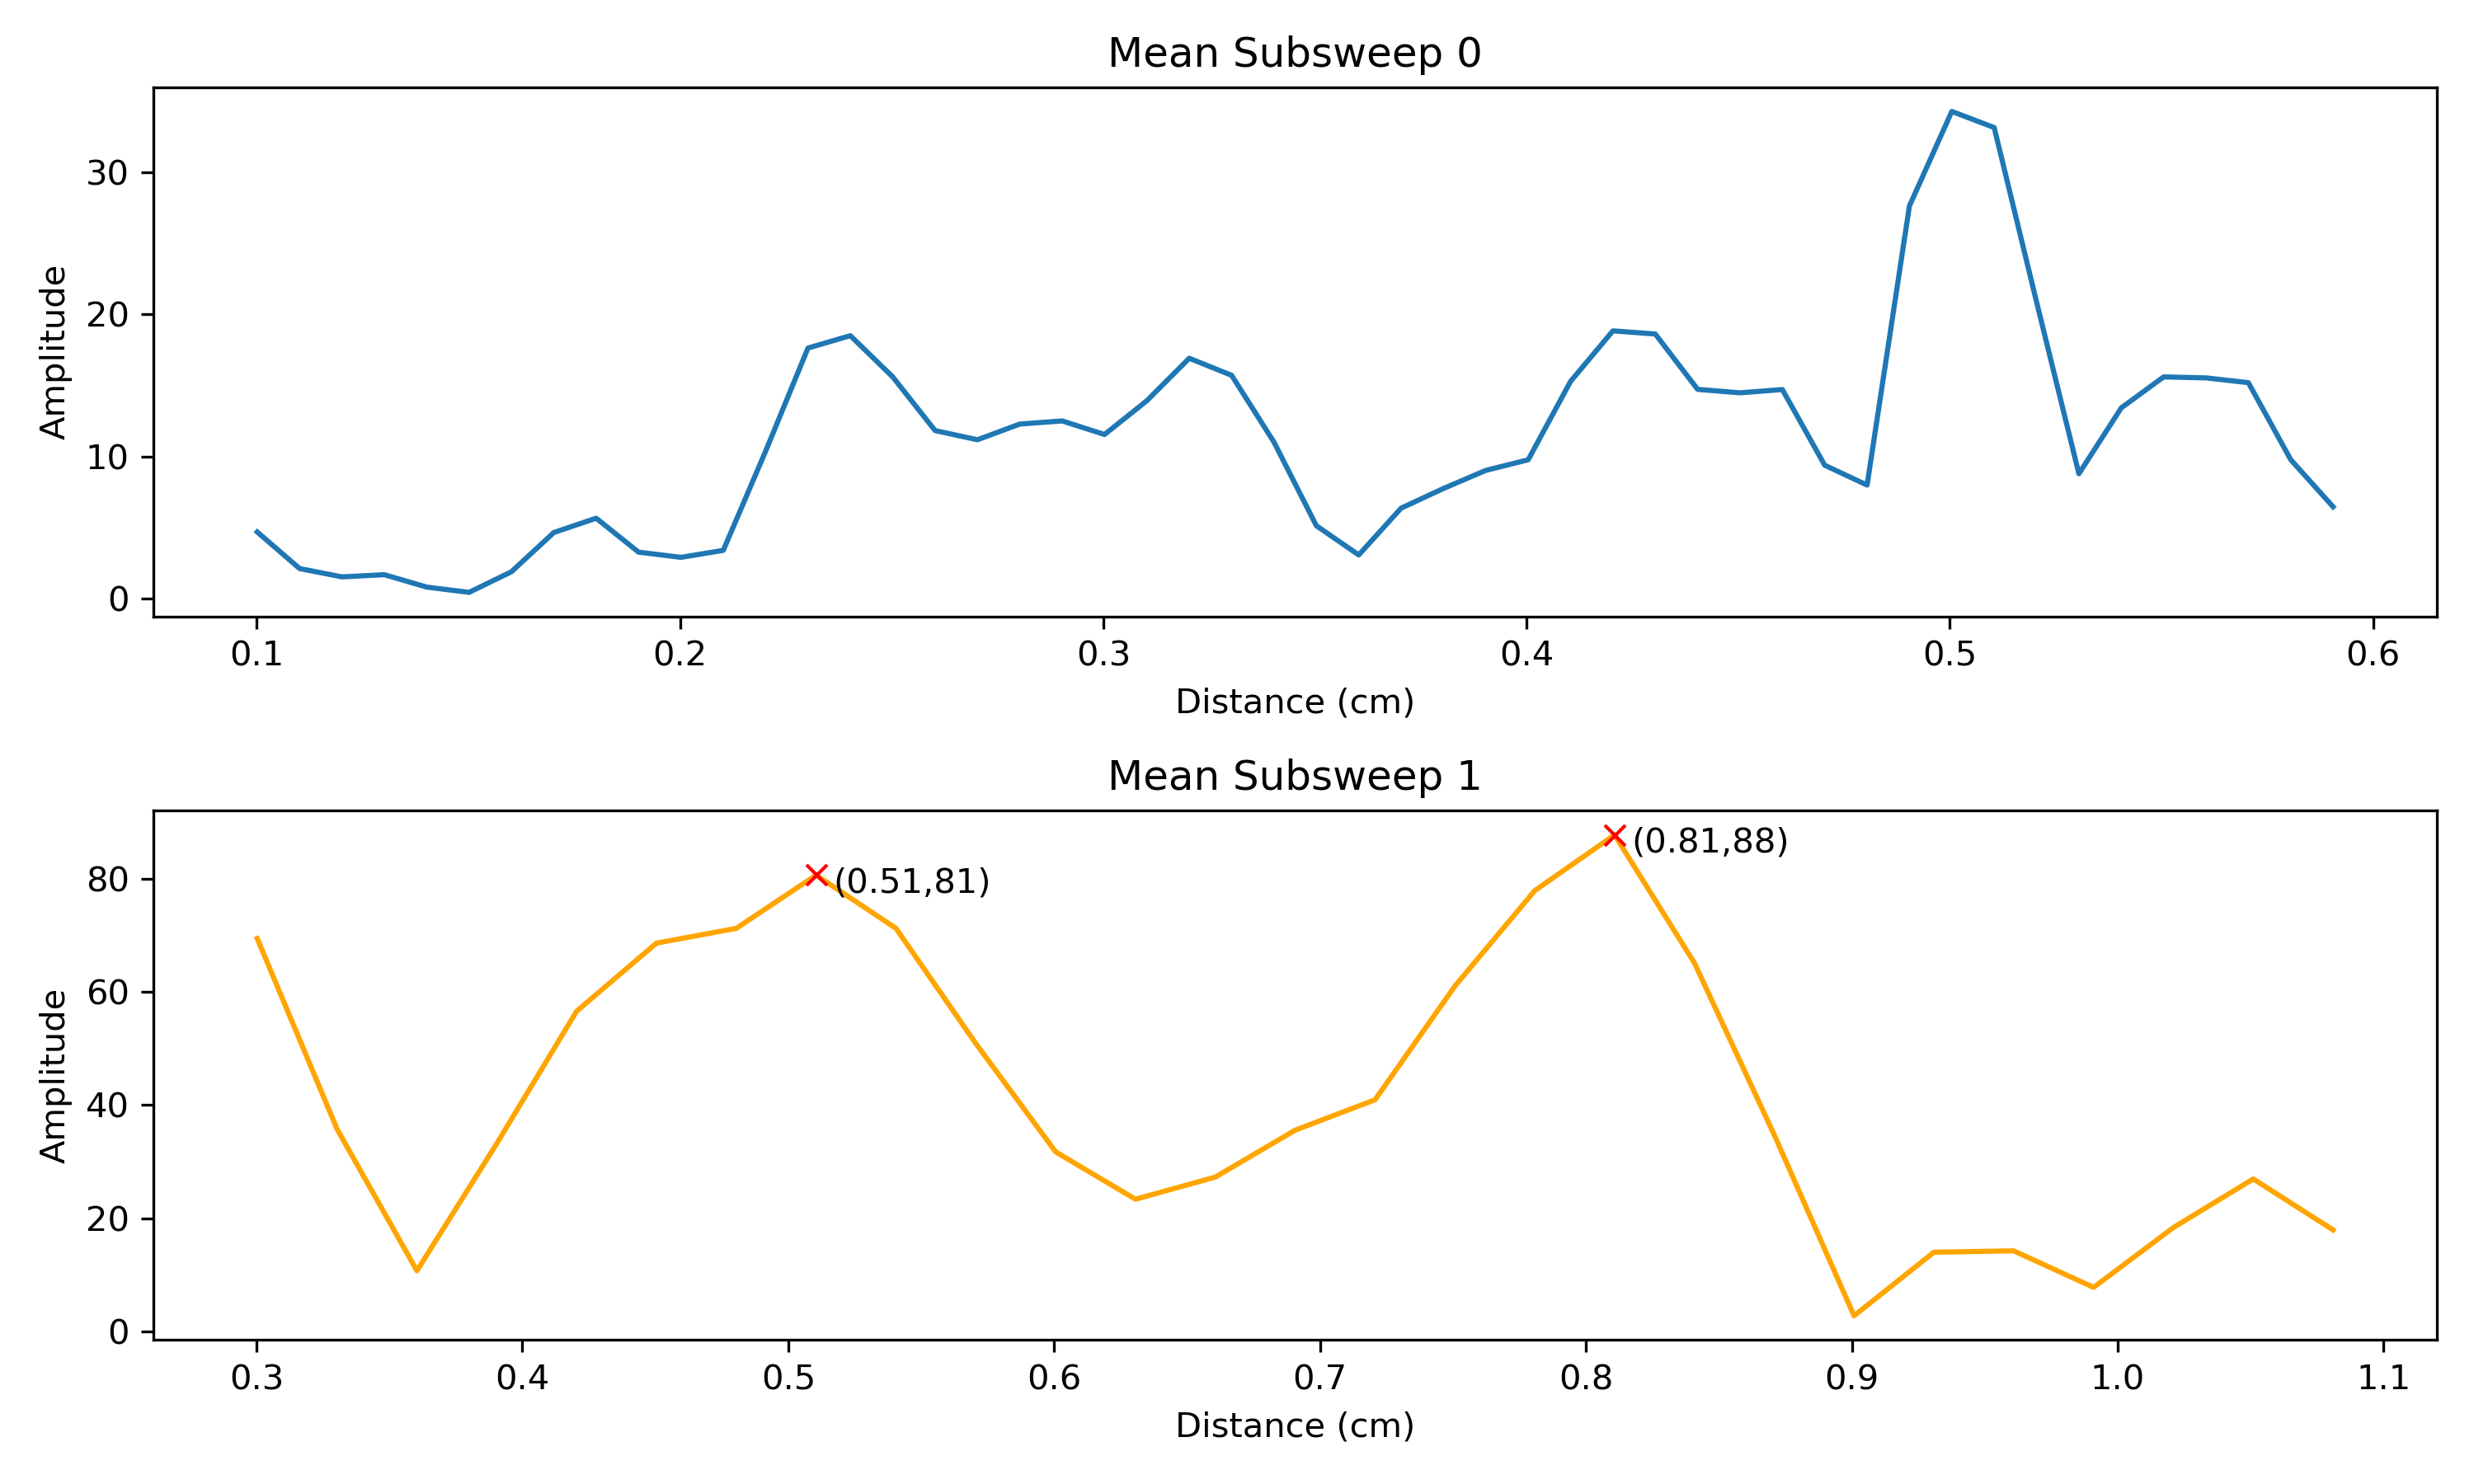 Mean Subsweep 0
Amplitude
30
20
10
0
0.1 0.2 0.3 0.4 0.5 0.6
Distance (cm)
Mean Subsweep 1
Amplitude
80
60
40
20
0
(0.51,81)
(0.81,88)
0.3 0.4 0.5 0.6 0.7 0.8 0.9 1.0 1.1
Distance (cm)